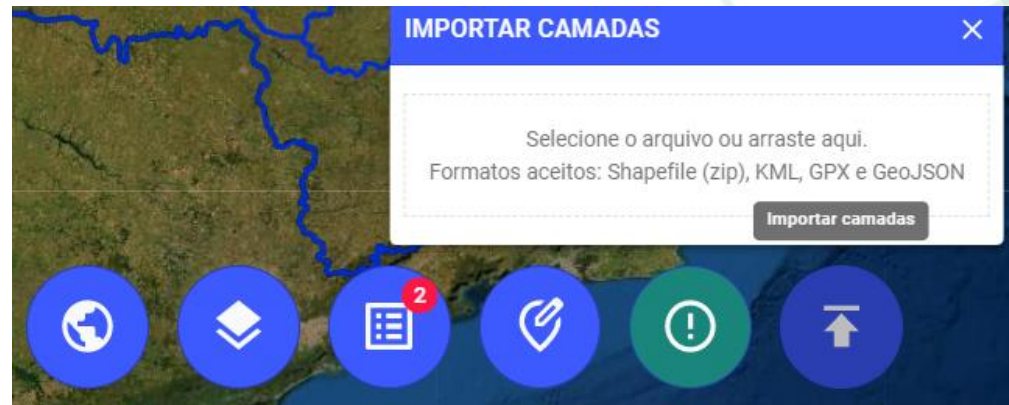 IMPORTAR CAMADAS
Selecione o arquivo ou arraste aqui.
Formatos aceitos: Shapefile (zip), KML, GPX e GeoJSON
Importar camadas
2